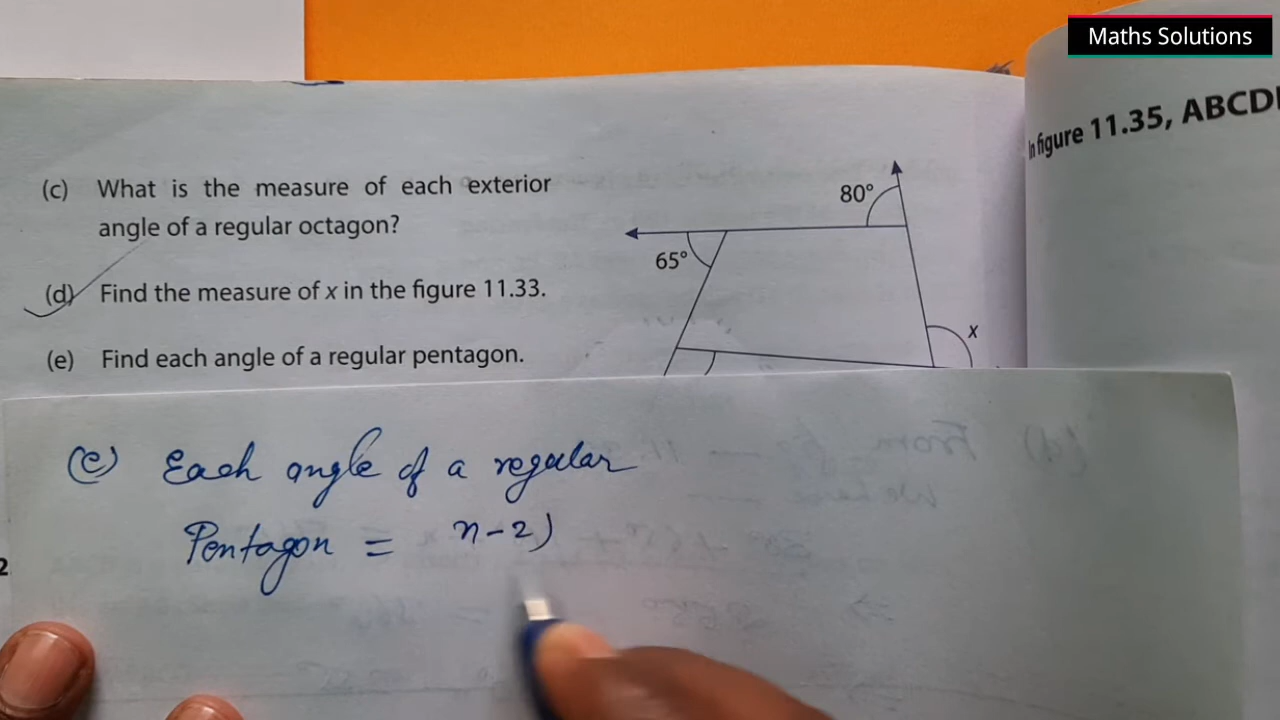 Maths Solutions
In figure 11.35, ABCD
(c) What is the measure of each exterior
angle of a regular octagon?
80°
65°
(d) Find the measure of x in the figure 11.33.
x
(e) Find each angle of a regular pentagon.
(e) Each angle of a regular
Pentagon = n-2)
2